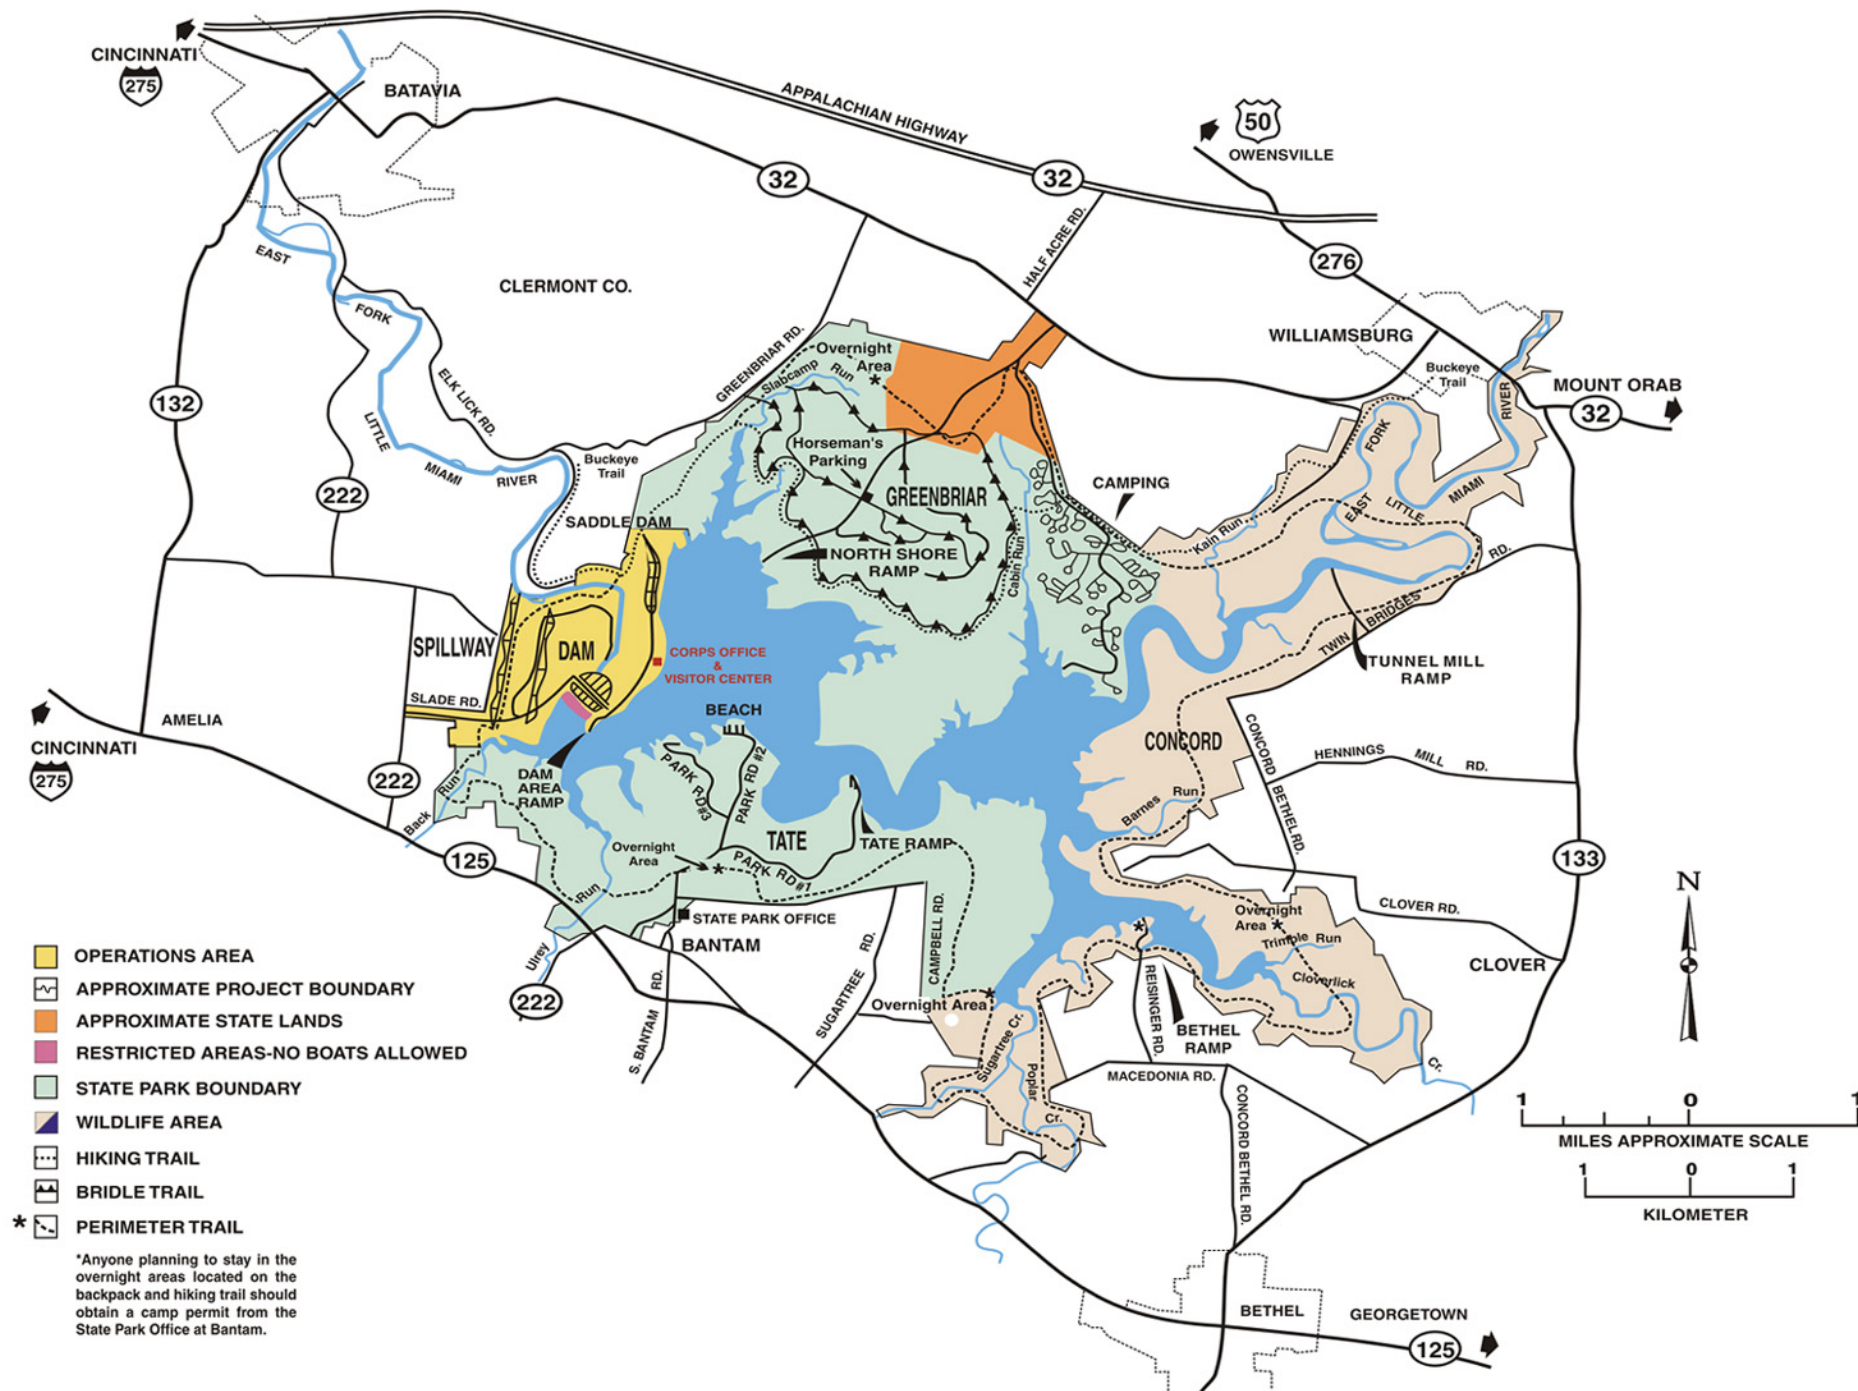 CINCINNATI
275
BATAVIA
APPALACHIAN HIGHWAY
50
OWENSVILLE
32
32
HALF ACRE RD.
276
EAST
FORK
CLERMONT CO.
WILLIAMSBURG
Buckeye
Trail
RIVER
MOUNT ORAB
32
132
ELK LICK RD.
LITTLE
MIAMI
RIVER
222
GREENBRIAR RD.
Overnight
Area
Slabcamp
Run
Horseman's
Parking
GREENBRIAR
CAMPING
FORK
EAST
LITTLE
MIAMI
Buckeye
Trail
SADDLE DAM
NORTH SHORE
RAMP
Cabin Run
Kain Run
TWIN
BRIDGES
RD.
SPILLWAY
DAM
CORPS OFFICE
&
VISITOR CENTER
TUNNEL MILL
RAMP
SLADE RD.
BEACH
AMELIA
CINCINNATI
275
222
Back
Run
DAM
AREA
RAMP
PARK
RD#3
PARK RD #2
CONCORD
CONCORD
BETHEL RD.
HENNINGS
MILL
RD.
Barnes
Run
125
TATE
TATE RAMP
Overnight
Area
PARK
RD#1
133
N
Ulrey
Run
STATE PARK OFFICE
BANTAM
S. BANTAM
RD.
222
SUGARTREE
RD.
CAMPBELL RD.
Overnight Area
Overnight
Area
Trimble Run
Cloverlick
Cr.
CLOVER RD.
CLOVER
REISINGER RD.
BETHEL
RAMP
Sugartree Cr.
Poplar
Cr.
MACEDONIA RD.
CONCORD BETHEL RD.
OPERATIONS AREA
APPROXIMATE PROJECT BOUNDARY
APPROXIMATE STATE LANDS
RESTRICTED AREAS-NO BOATS ALLOWED
STATE PARK BOUNDARY
WILDLIFE AREA
HIKING TRAIL
BRIDLE TRAIL
* PERIMETER TRAIL
*Anyone planning to stay in the
overnight areas located on the
backpack and hiking trail should
obtain a camp permit from the
State Park Office at Bantam.
1 0 1
MILES APPROXIMATE SCALE
1 0 1
KILOMETER
BETHEL
GEORGETOWN
125